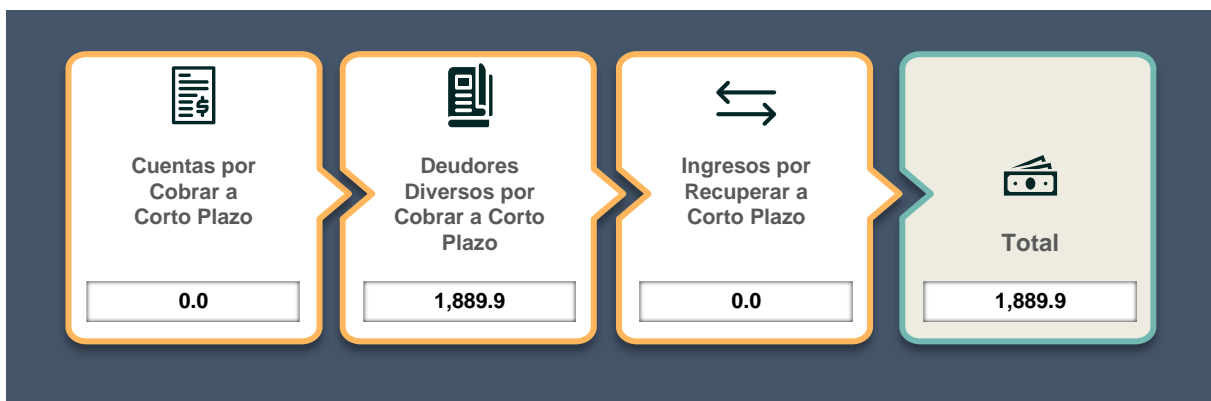 Cuentas por
Cobrar a
Corto Plazo
0.0
Deudores
Diversos por
Cobrar a Corto
Plazo
1,889.9
Ingresos por
Recuperar a
Corto Plazo
0.0
Total
1,889.9